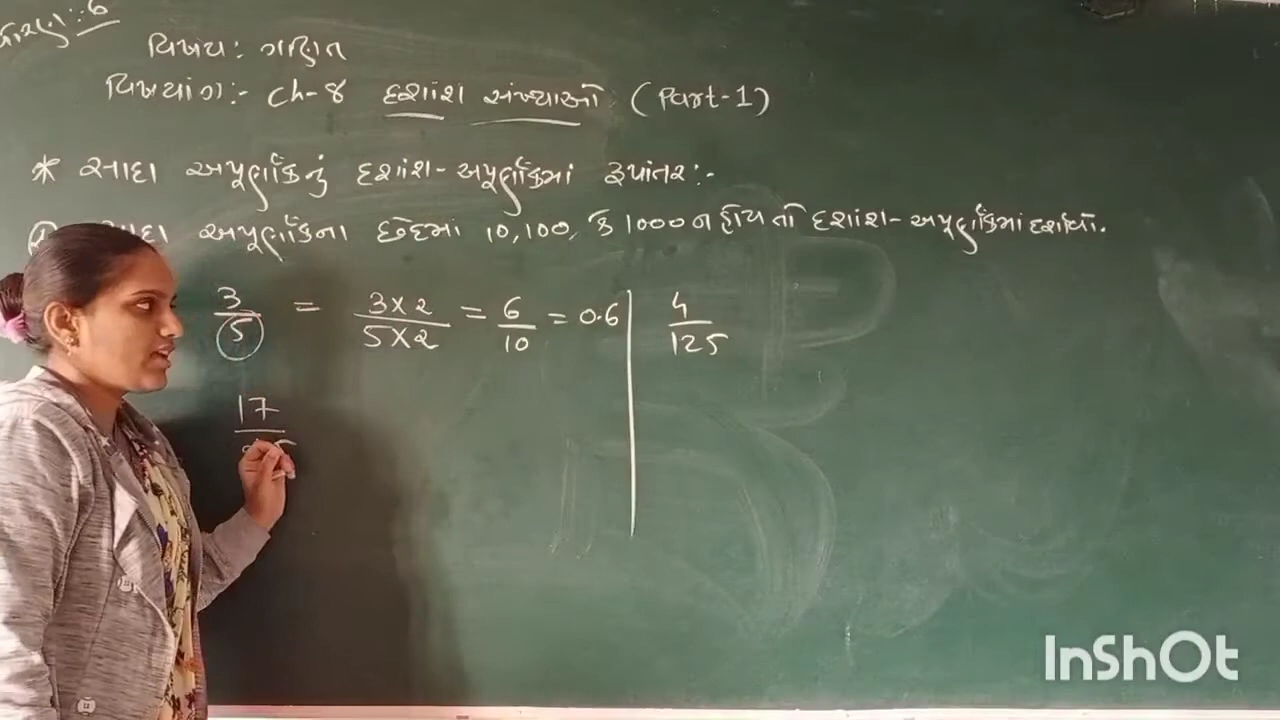 ધોરણ :- 6
વિષય : ગણિત
વિષયાંગ :- Ch-8 દશાંશ સંખ્યાઓ (Part-1)
* સાદા અપૂર્ણાંકનું દશાંશ-અપૂર્ણાંકમાં રૂપાંતર :-
અપૂર્ણાંકના છેદમાં 10, 100, કે 1000 ન હોય તો દશાંશ-અપૂર્ણાંકમાં દર્શાવો.
3/5 = 3×2/5×2 = 6/10 = 0.6 | 4/125
17
InShOt